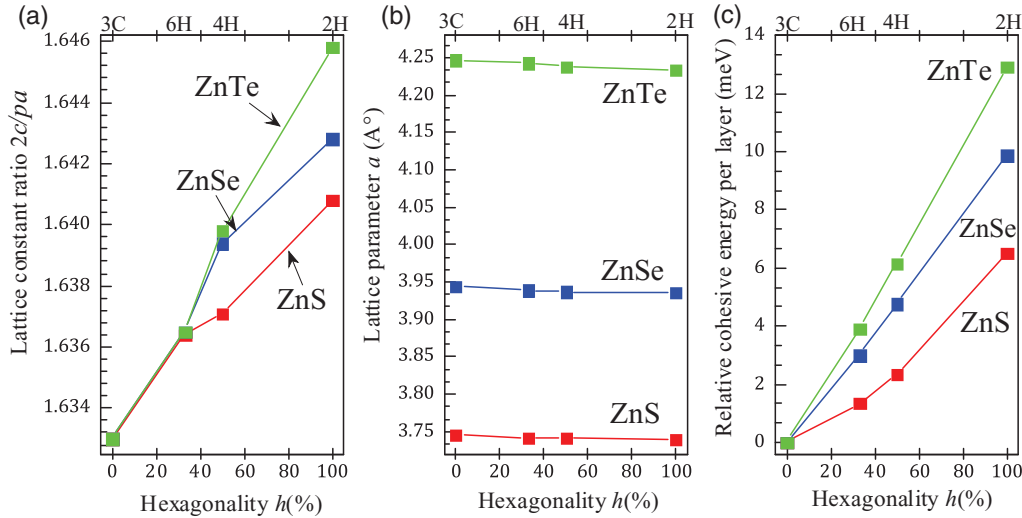 (a)
3C 6H 4H 2H
1.646
1.644
1.642
1.640
1.638
1.636
1.634
Lattice constant ratio 2c/pa
ZnTe
ZnSe
ZnS
0 20 40 60 80 100
Hexagonality h(%)
(b)
3C 6H 4H 2H
4.25
4.20
4.15
4.10
4.05
4.00
3.95
3.90
3.85
3.80
3.75
Lattice parameter a (A°)
ZnTe
ZnSe
ZnS
0 20 40 60 80 100
Hexagonality h(%)
(c)
3C 6H 4H 2H
14
12
10
8
6
4
2
0
Relative cohesive energy per layer (meV)
ZnTe
ZnSe
ZnS
0 20 40 60 80 100
Hexagonality h(%)